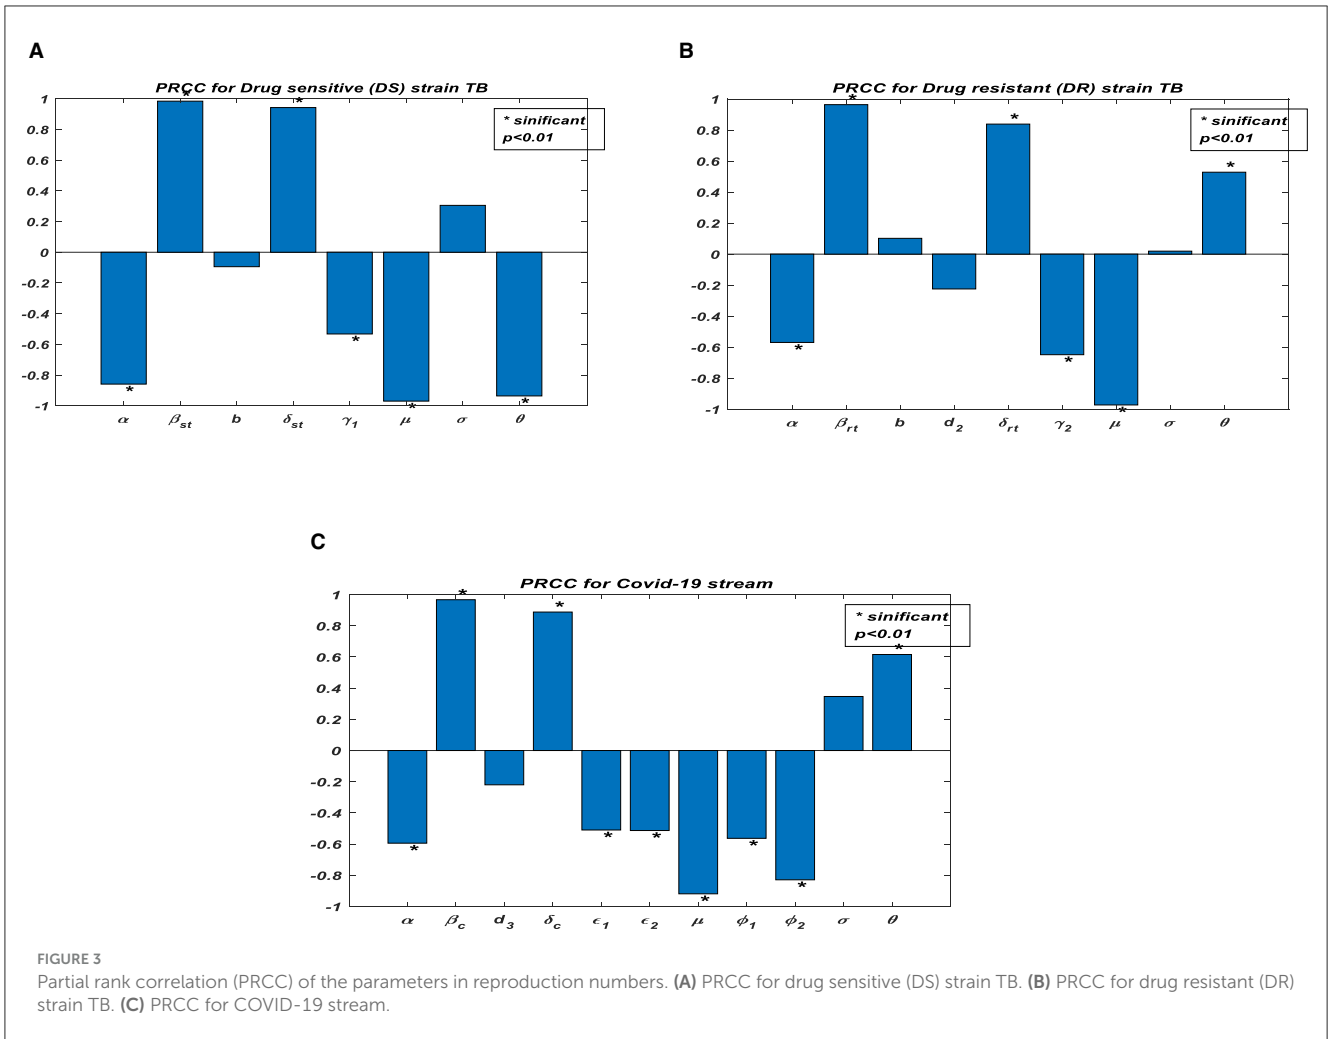 A
PRCC for Drug sensitive (DS) strain TB
* sinificant
p<0.01
1
0.8
0.6
0.4
0.2
0
-0.2
-0.4
-0.6
-0.8
-1
* * * * * *
α β_st b δ_st γ_1 μ σ θ
B
PRCC for Drug resistant (DR) strain TB
* sinificant
p<0.01
1
0.8
0.6
0.4
0.2
0
-0.2
-0.4
-0.6
-0.8
-1
* * * * * *
α β_rt b d_2 δ_rt γ_2 μ σ θ
C
PRCC for Covid-19 stream
* sinificant
p<0.01
1
0.8
0.6
0.4
0.2
0
-0.2
-0.4
-0.6
-0.8
-1
* * * * * * * * *
α β_c d_3 δ_c ϵ_1 ϵ_2 μ ϕ_1 ϕ_2 σ θ
FIGURE 3
Partial rank correlation (PRCC) of the parameters in reproduction numbers. (A) PRCC for drug sensitive (DS) strain TB. (B) PRCC for drug resistant (DR)
strain TB. (C) PRCC for COVID-19 stream.